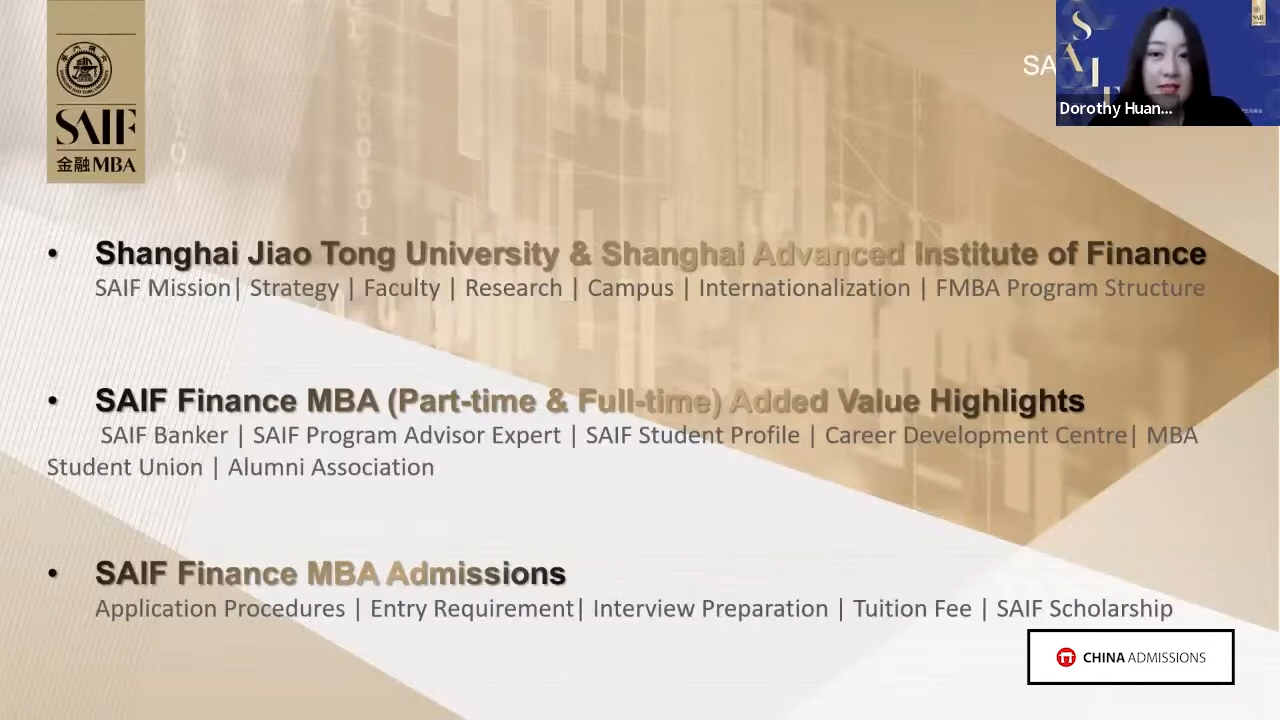 SAIF
金融MBA
SA
S
A
I
F
Dorothy Huan...
• Shanghai Jiao Tong University & Shanghai Advanced Institute of Finance
SAIF Mission| Strategy | Faculty | Research | Campus | Internationalization | FMBA Program Structure
• SAIF Finance MBA (Part-time & Full-time) Added Value Highlights
SAIF Banker | SAIF Program Advisor Expert | SAIF Student Profile | Career Development Centre| MBA
Student Union | Alumni Association
• SAIF Finance MBA Admissions
Application Procedures | Entry Requirement| Interview Preparation | Tuition Fee | SAIF Scholarship
CHINA ADMISSIONS